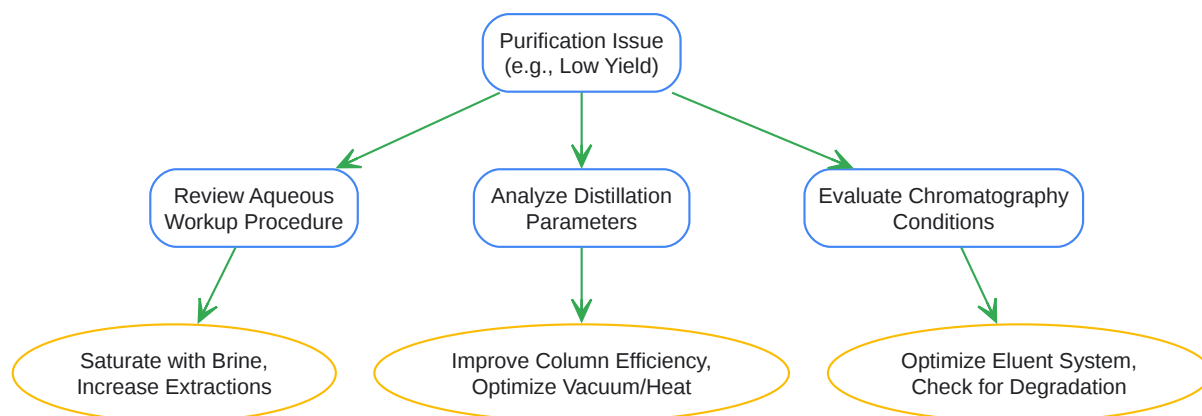 Purification Issue
(e.g., Low Yield)
Review Aqueous
Workup Procedure
Analyze Distillation
Parameters
Evaluate Chromatography
Conditions
Saturate with Brine,
Increase Extractions
Improve Column Efficiency,
Optimize Vacuum/Heat
Optimize Eluent System,
Check for Degradation